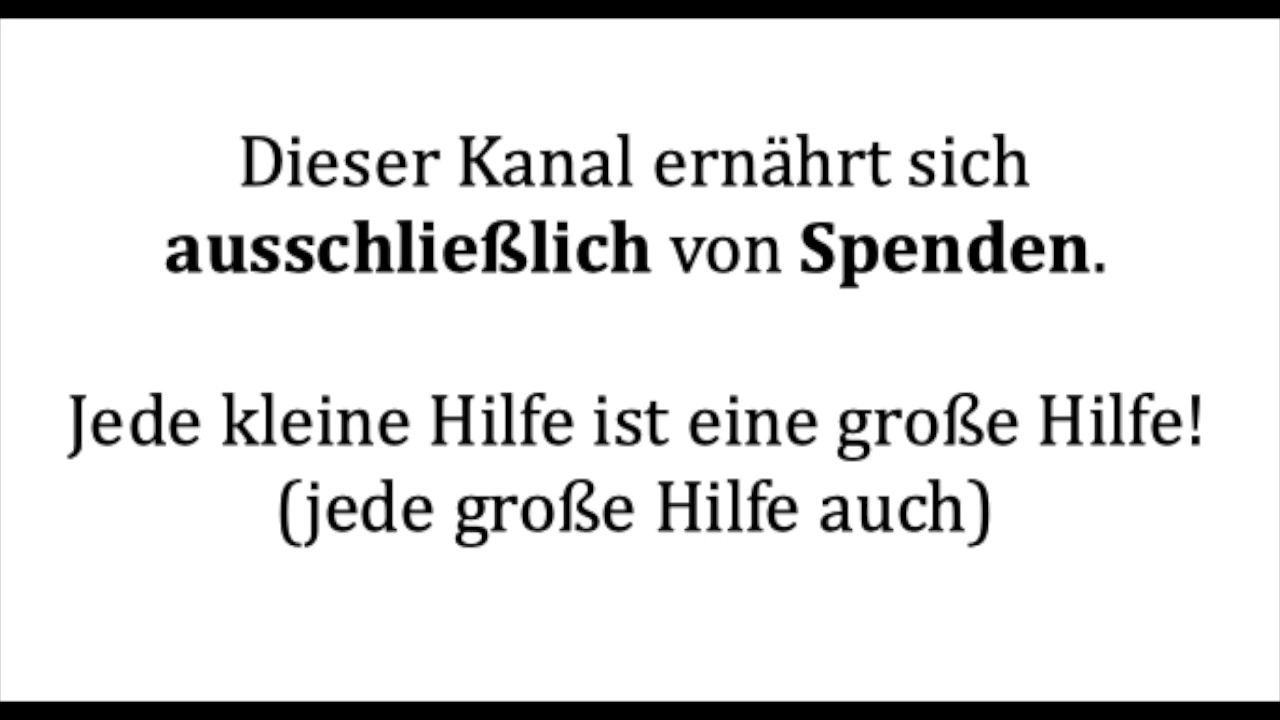 Dieser Kanal ernährt sich
ausschließlich von Spenden.
Jede kleine Hilfe ist eine große Hilfe!
(jede große Hilfe auch)